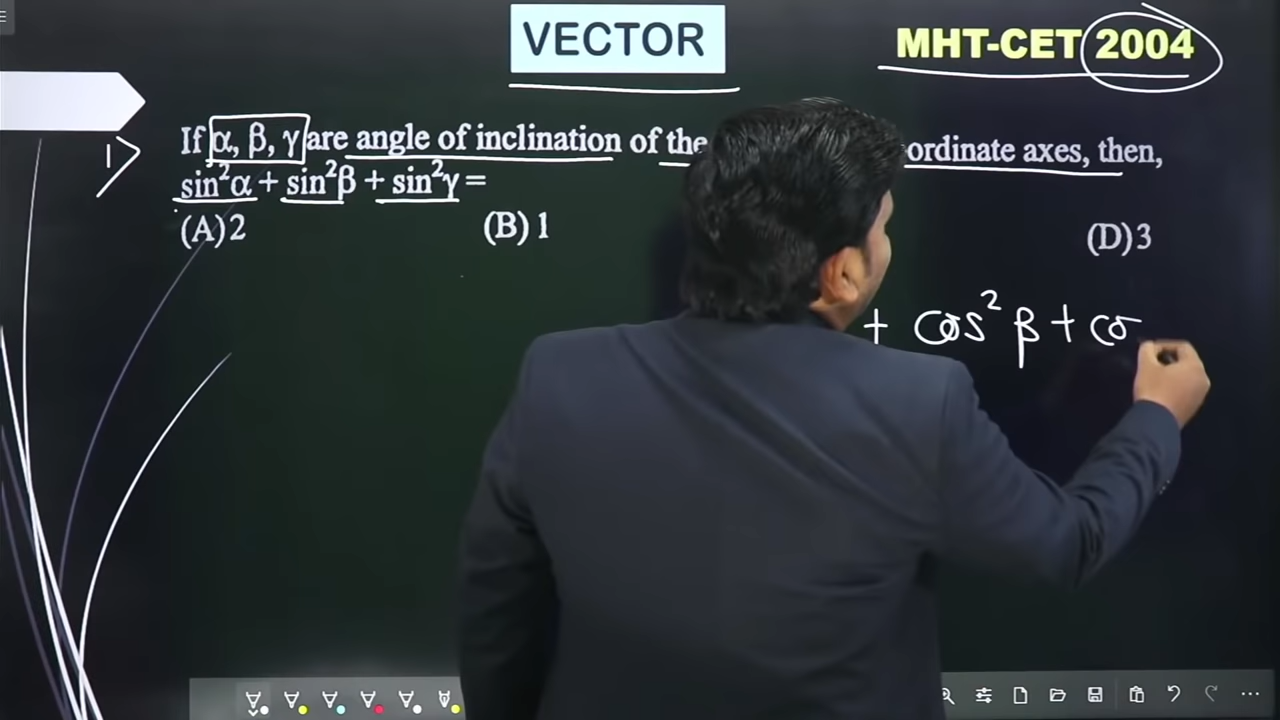 VECTOR
MHT-CET 2004
1) If α, β, γ are angle of inclination of the ordinate axes, then,
sin²α + sin²β + sin²γ =
(A) 2 (B) 1 (D) 3
+ cos² β + co